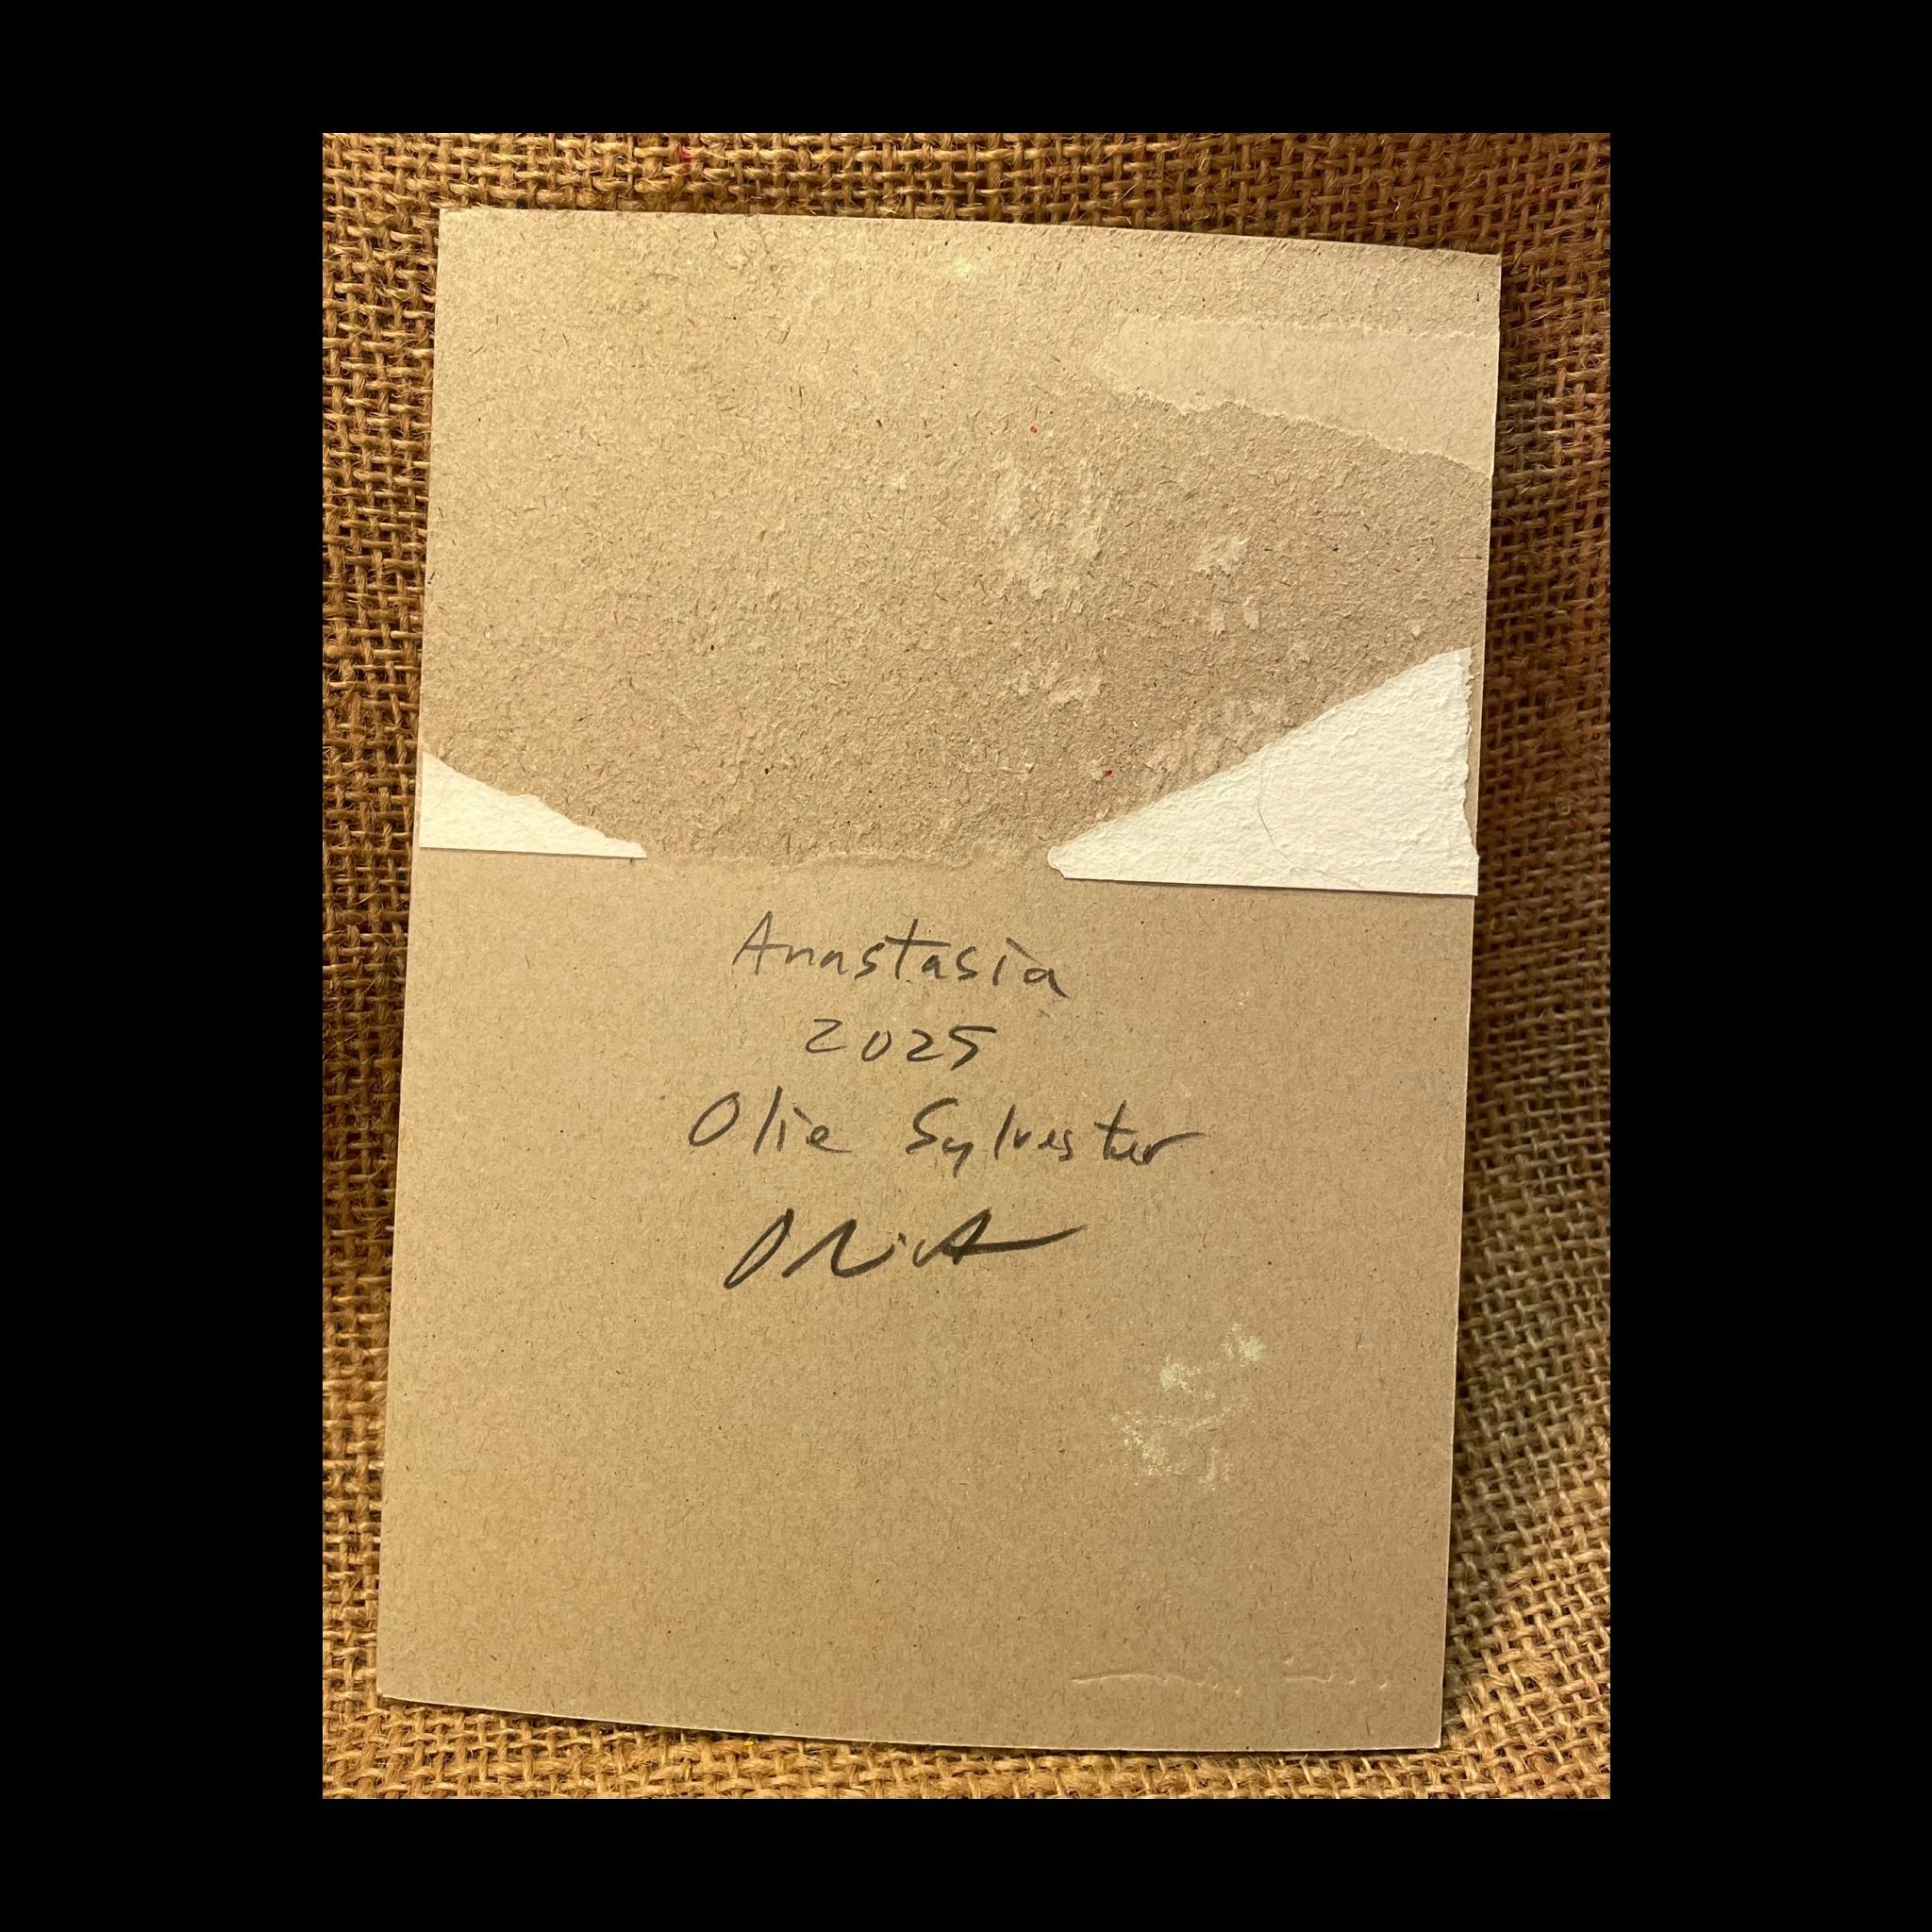 Anastasia
2025
Olie Sylvester